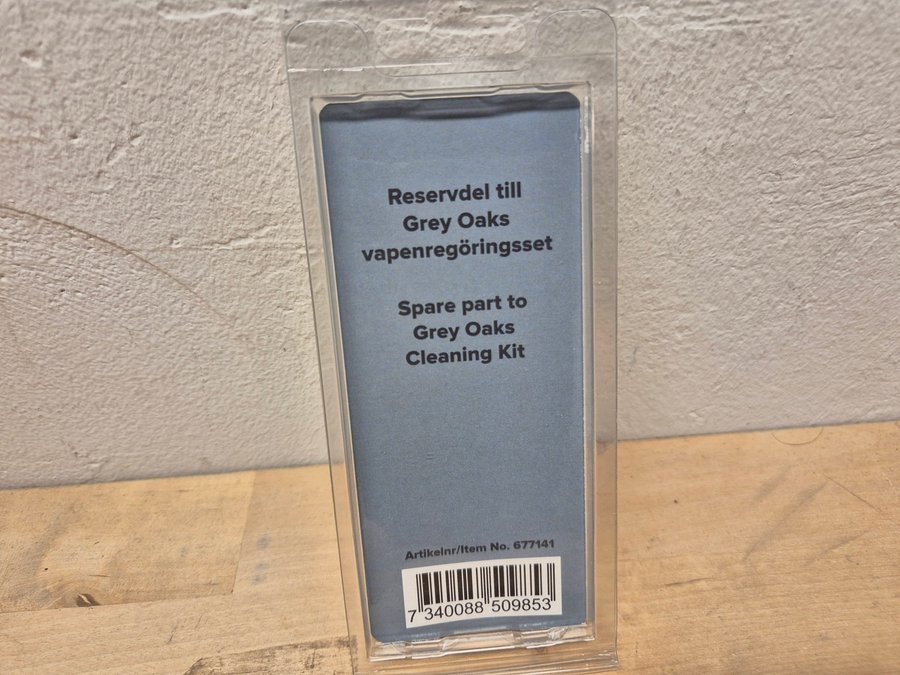 Reservdel till
Grey Oaks
vapenregöringsset
Spare part to
Grey Oaks
Cleaning Kit
Artikelnr/Item No. 677141
7 340088 509853